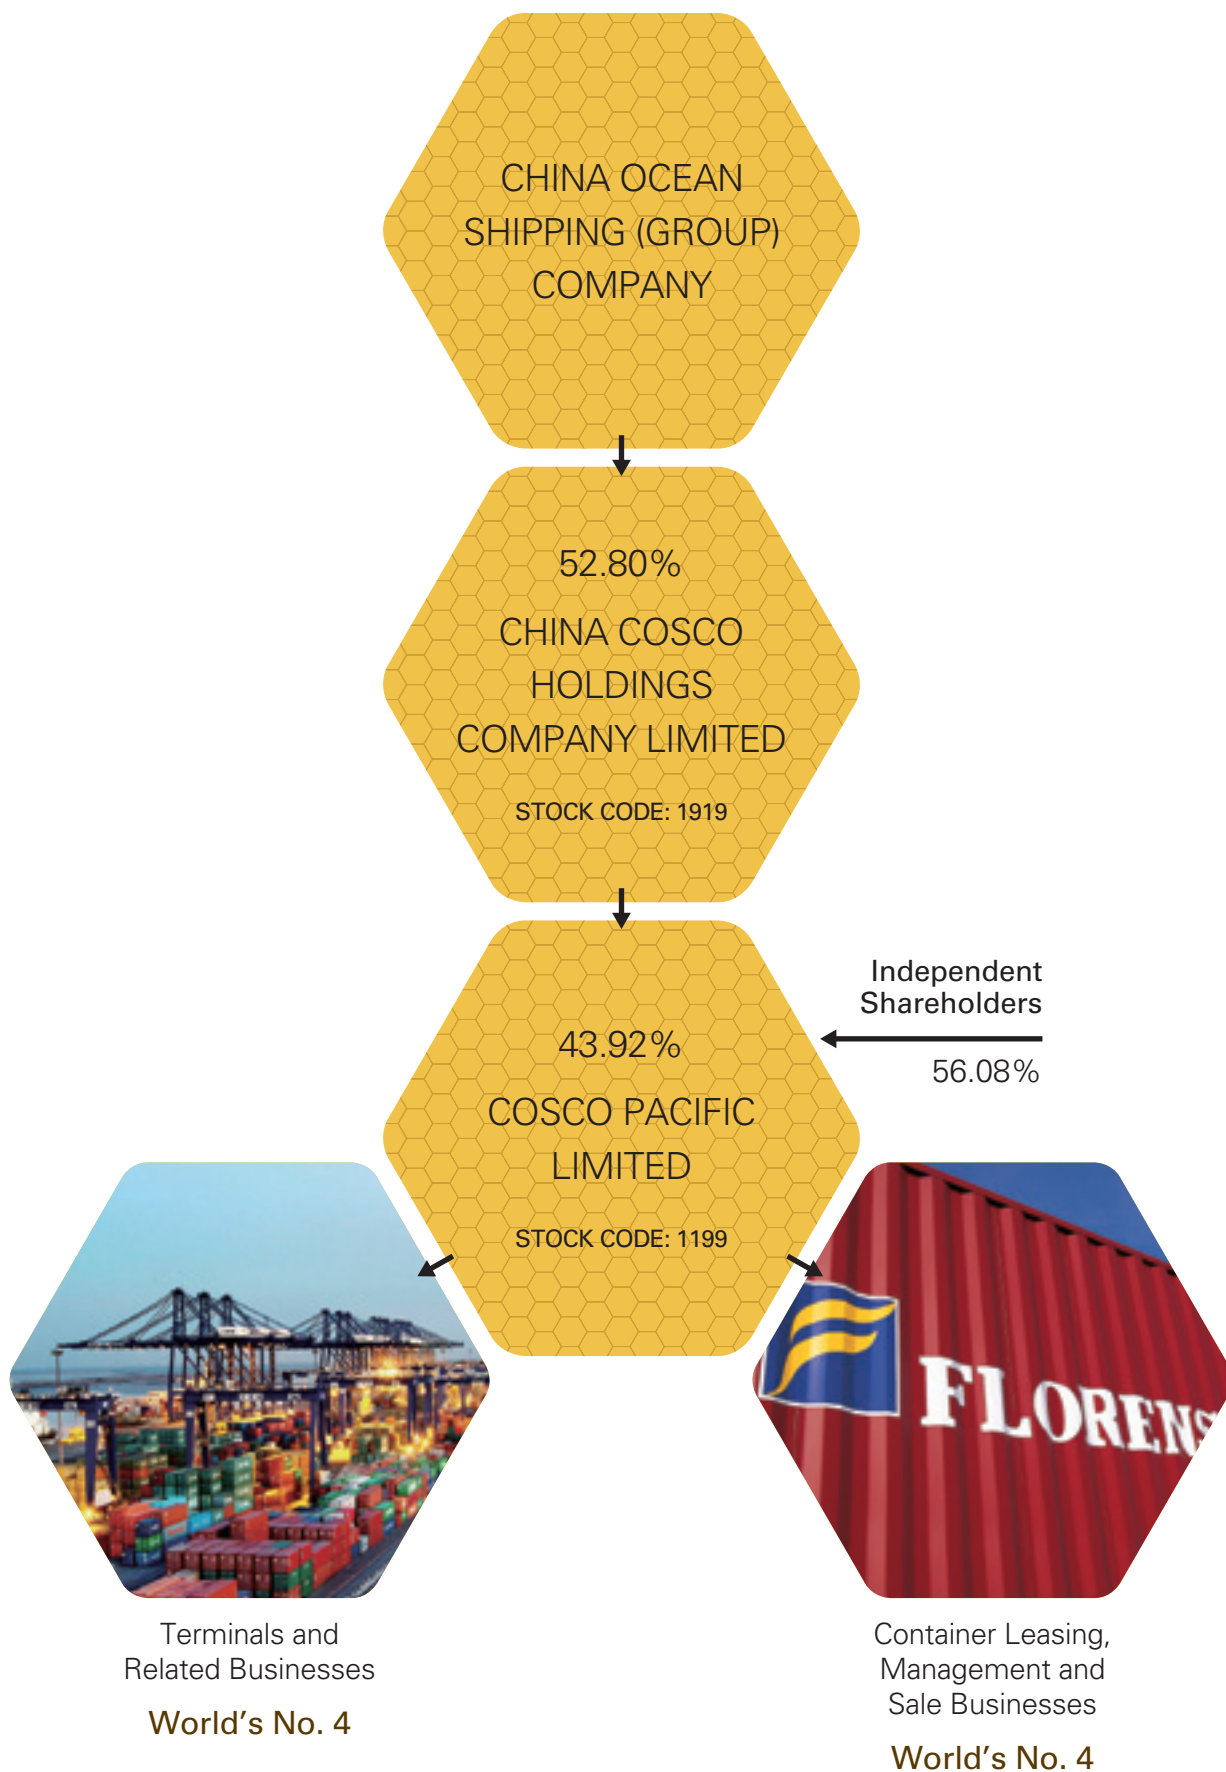 CHINA OCEAN
SHIPPING (GROUP)
COMPANY
52.80%
CHINA COSCO
HOLDINGS
COMPANY LIMITED
STOCK CODE: 1919
Independent
Shareholders
56.08%
43.92%
COSCO PACIFIC
LIMITED
STOCK CODE: 1199
FLORENS
Terminals and
Related Businesses
World's No. 4
Container Leasing,
Management and
Sale Businesses
World's No. 4